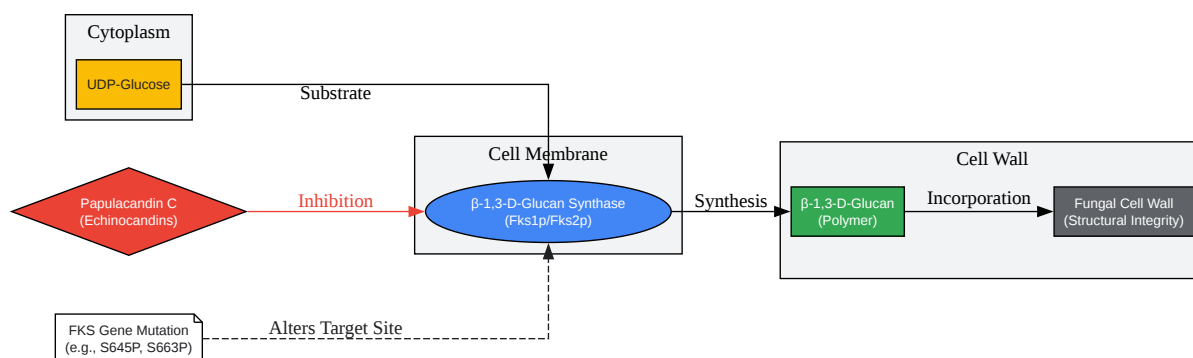 Cytoplasm
UDP-Glucose
Substrate
Cell Membrane
Cell Wall
Papulacandin C
(Echinocandins)
Inhibition
β-1,3-D-Glucan Synthase
(Fks1p/Fks2p)
Synthesis
β-1,3-D-Glucan
(Polymer)
Incorporation
Fungal Cell Wall
(Structural Integrity)
FKS Gene Mutation
(e.g., S645P, S663P)
Alters Target Site